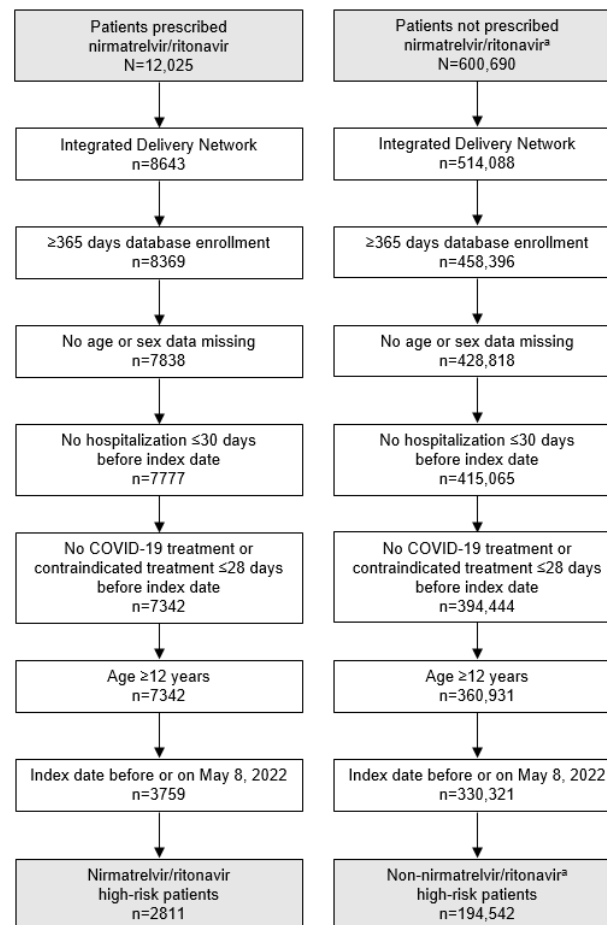 Patients prescribed
nirmatrelvir/ritonavir
N=12,025
Integrated Delivery Network
n=8643
≥365 days database enrollment
n=8369
No age or sex data missing
n=7838
No hospitalization ≤30 days
before index date
n=7777
No COVID-19 treatment or
contraindicated treatment ≤28 days
before index date
n=7342
Age ≥12 years
n=7342
Index date before or on May 8, 2022
n=3759
Nirmatrelvir/ritonavir
high-risk patients
n=2811
Patients not prescribed
nirmatrelvir/ritonavirᵃ
N=600,690
Integrated Delivery Network
n=514,088
≥365 days database enrollment
n=458,396
No age or sex data missing
n=428,818
No hospitalization ≤30 days
before index date
n=415,065
No COVID-19 treatment or
contraindicated treatment ≤28 days
before index date
n=394,444
Age ≥12 years
n=360,931
Index date before or on May 8, 2022
n=330,321
Non-nirmatrelvir/ritonavirᵃ
high-risk patients
n=194,542